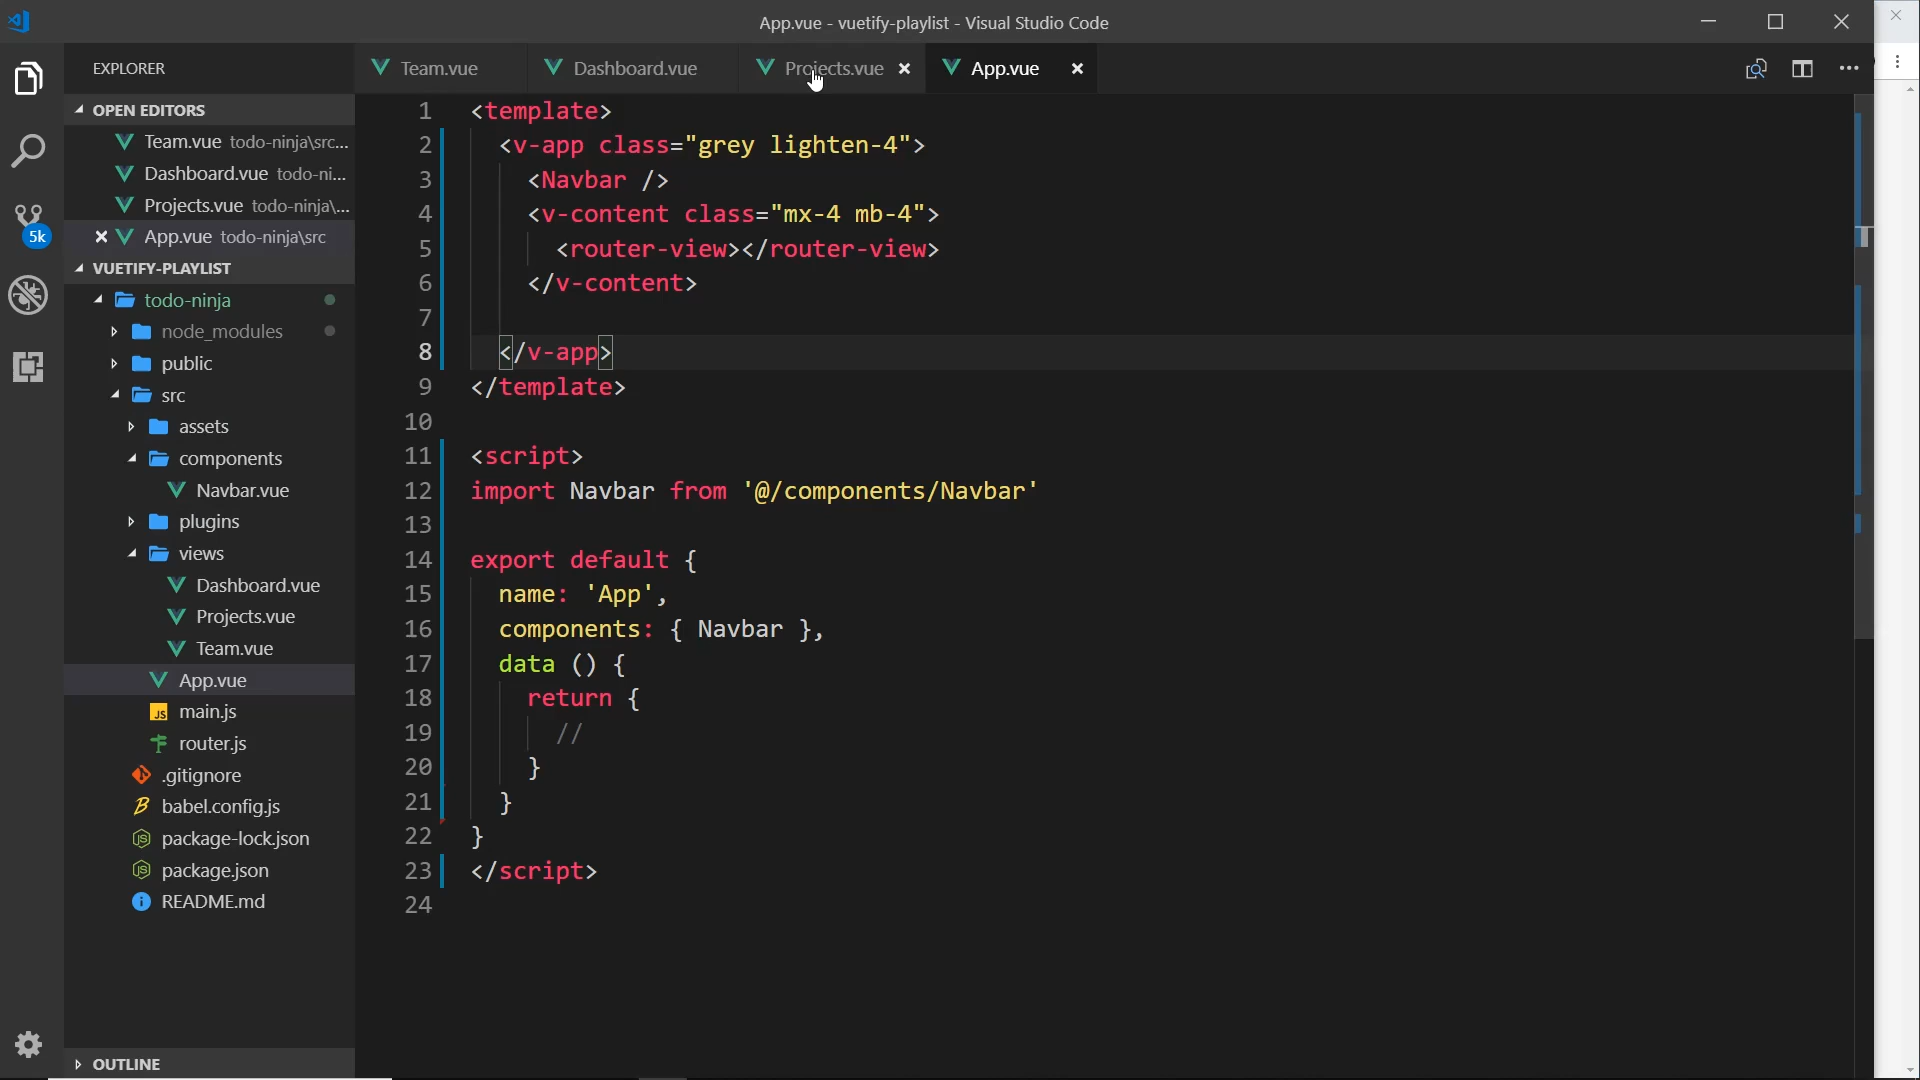 App.vue - vuetify-playlist - Visual Studio Code
EXPLORER
OPEN EDITORS
Team.vue todo-ninja\src...
Dashboard.vue todo-ni...
Projects.vue todo-ninja\...
App.vue todo-ninja\src
VUETIFY-PLAYLIST
todo-ninja
node_modules
public
src
assets
components
Navbar.vue
plugins
views
Dashboard.vue
Projects.vue
Team.vue
App.vue
JS main.js
router.js
.gitignore
babel.config.js
package-lock.json
package.json
README.md
OUTLINE
5k
Team.vue Dashboard.vue Projects.vue App.vue
1 <template>
2 <v-app class="grey lighten-4">
3 <Navbar />
4 <v-content class="mx-4 mb-4">
5 <router-view></router-view>
6 </v-content>
7
8 </v-app>
9 </template>
10
11 <script>
12 import Navbar from '@/components/Navbar'
13
14 export default {
15 name: 'App',
16 components: { Navbar },
17 data () {
18 return {
19 //
20 }
21 }
22 }
23 </script>
24